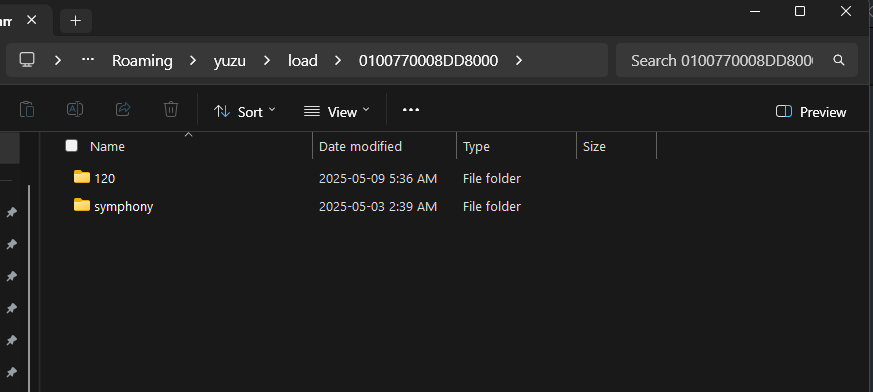 Roaming yuzu load 0100770008DD8000
Search 0100770008DD800
Sort
View
Preview
Name Date modified Type Size
120 2025-05-09 5:36 AM File folder
symphony 2025-05-03 2:39 AM File folder